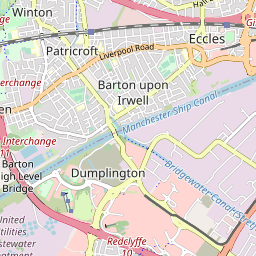 Winton
Patricroft
Liverpool Road
Eccles
Barton upon
Irwell
Interchange
Manchester Ship Canal
Interchange
Barton
High Level
Bridge
Dumplington
Bridgewater Canal
United
Utilities
Redclyffe
10